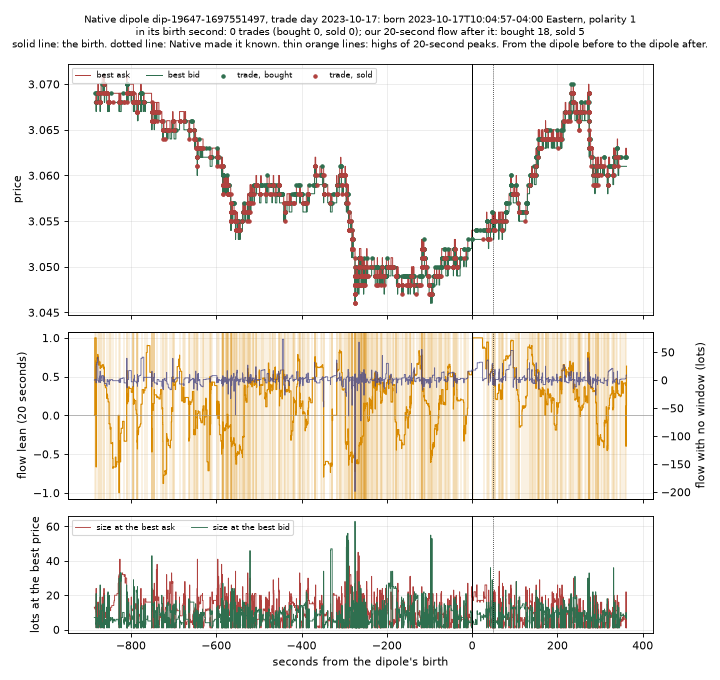 Native dipole dip-19647-1697551497, trade day 2023-10-17: born 2023-10-17T10:04:57-04:00 Eastern, polarity 1
in its birth second: 0 trades (bought 0, sold 0); our 20-second flow after it: bought 18, sold 5
solid line: the birth. dotted line: Native made it known. thin orange lines: highs of 20-second peaks. From the dipole before to the dipole after.
best ask
best bid
trade, bought
trade, sold
3.070
3.065
3.060
3.055
3.050
3.045
price
1.0
0.5
0.0
−0.5
−1.0
flow lean (20 seconds)
50
0
−50
−100
−150
−200
flow with no window (lots)
size at the best ask
size at the best bid
60
40
20
0
lots at the best price
−800
−600
−400
−200
0
200
400
seconds from the dipole's birth